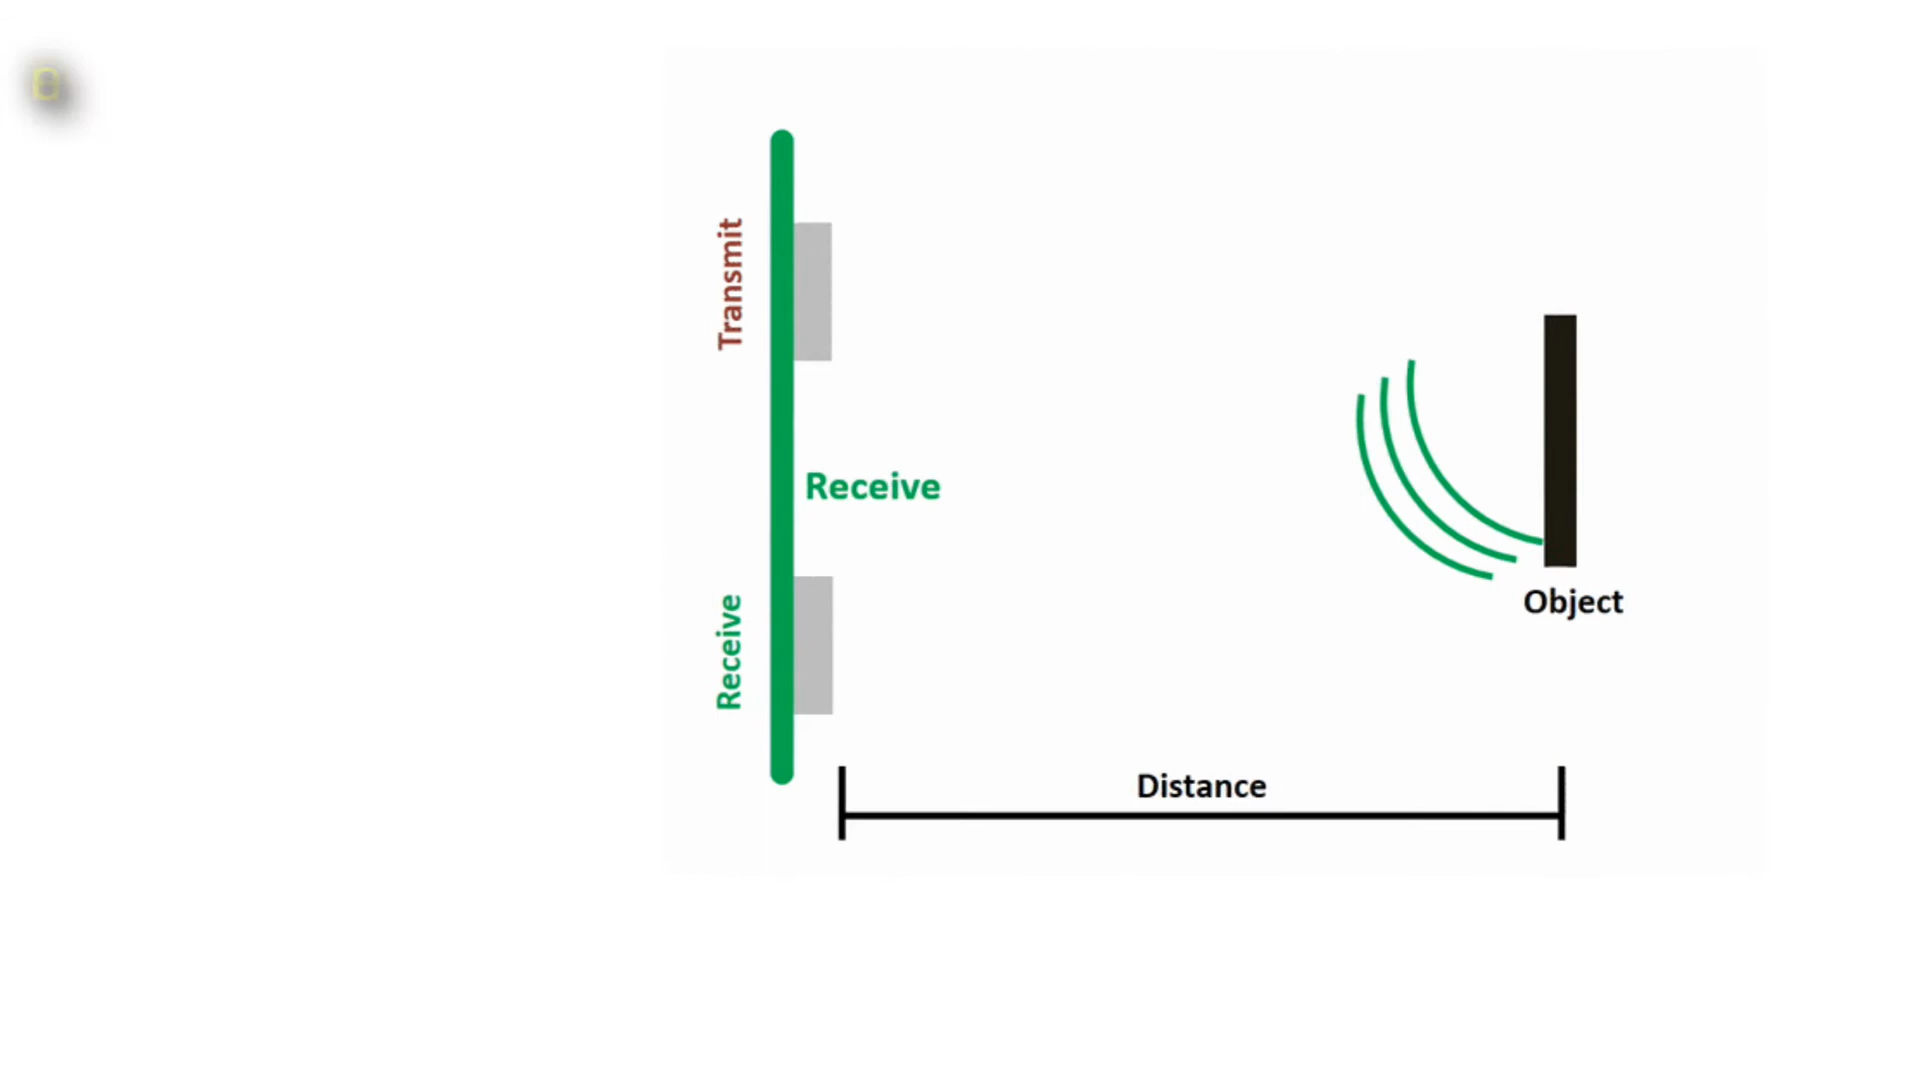 Transmit
Receive
Receive
Object
Distance